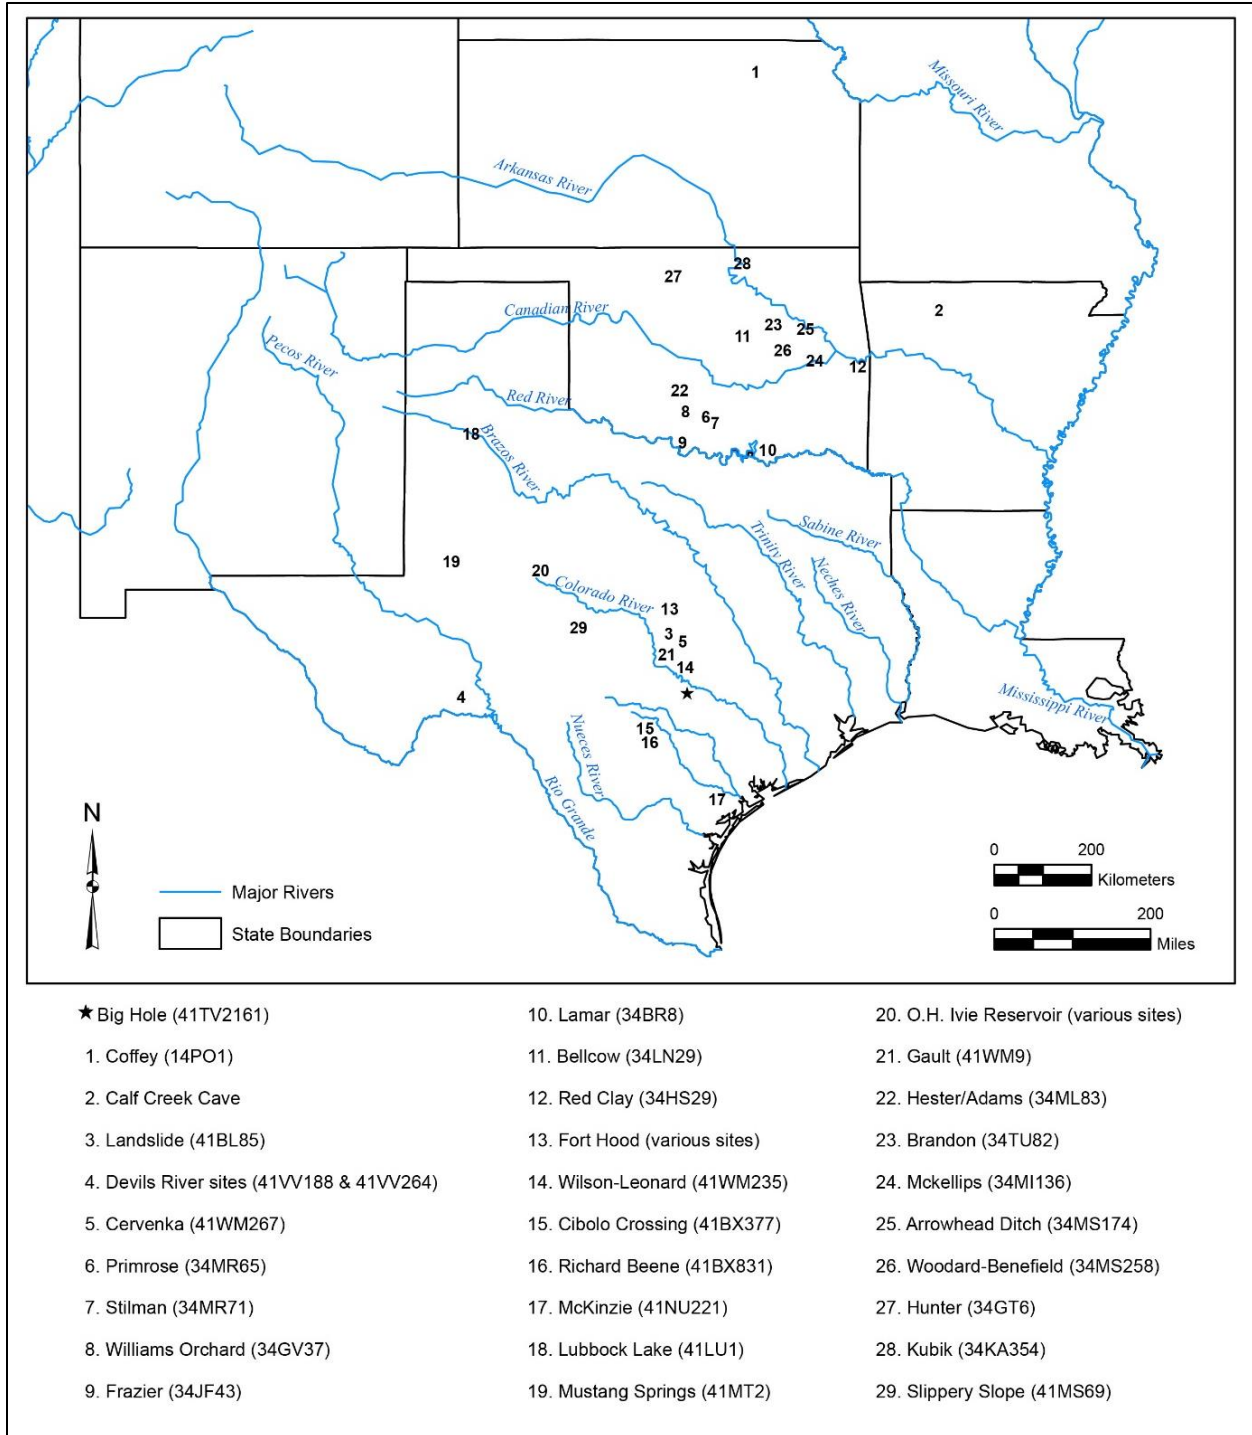 1
Missouri River
Arkansas River
28
27
2
Canadian River
23
25
11
Pecos River
26
24
12
22
Red River
8
6
7
18
9
10
Brazos River
Trinity River
Sabine River
Neches River
19
20
Colorado River
13
29
3
5
21
14
4
Mississippi River
Nueces River
15
16
Rio Grande
17
N
0 200
Kilometers
Major Rivers
0 200
State Boundaries
Miles
Big Hole (41TV2161)
1. Coffey (14PO1)
2. Calf Creek Cave
3. Landslide (41BL85)
4. Devils River sites (41VV188 & 41VV264)
5. Cervenka (41WM267)
6. Primrose (34MR65)
7. Stilman (34MR71)
8. Williams Orchard (34GV37)
9. Frazier (34JF43)
10. Lamar (34BR8)
11. Bellcow (34LN29)
12. Red Clay (34HS29)
13. Fort Hood (various sites)
14. Wilson-Leonard (41WM235)
15. Cibolo Crossing (41BX377)
16. Richard Beene (41BX831)
17. McKinzie (41NU221)
18. Lubbock Lake (41LU1)
19. Mustang Springs (41MT2)
20. O.H. Ivie Reservoir (various sites)
21. Gault (41WM9)
22. Hester/Adams (34ML83)
23. Brandon (34TU82)
24. Mckellips (34MI136)
25. Arrowhead Ditch (34MS174)
26. Woodard-Benefield (34MS258)
27. Hunter (34GT6)
28. Kubik (34KA354)
29. Slippery Slope (41MS69)